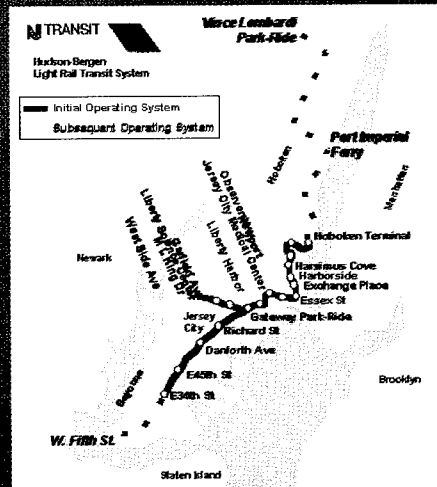 NJ TRANSIT
Hudson-Bergen
Light Rail Transit System
Initial Operating System
Subsequent Operating System
Vince Lombardi
Park-Ride
Port Imperial
Ferry
Hoboken
Manhattan
Hoboken Terminal
Harsimus Cove
Harborside
Exchange Place
Essex St
Gateway Park-Ride
Newport
Jersey City Medical Center
Liberty Harbor
West Side Ave
Newark
Jersey
City
Richard St
Danforth Ave
E45th St
E34th St
Bayonne
Brooklyn
W. Fifth St.
Staten Island